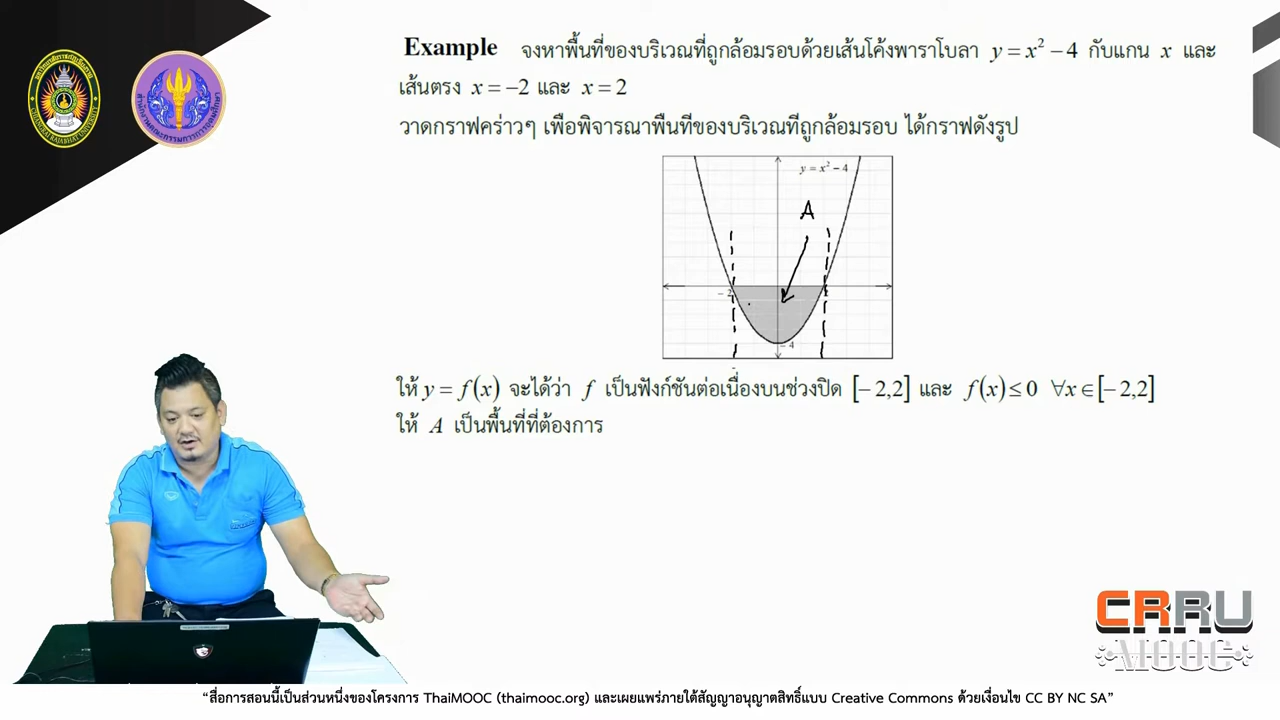 Example จงหาพื้นที่ของบริเวณที่ถูกล้อมรอบด้วยเส้นโค้งพาราโบลา y = x² − 4 กับแกน x และ
เส้นตรง x = −2 และ x = 2
วาดกราฟคร่าวๆ เพื่อพิจารณาพื้นที่ของบริเวณที่ถูกล้อมรอบ ได้กราฟดังรูป
y = x² − 4
A
− 2
2
− 4
ให้ y = f(x) จะได้ว่า f เป็นฟังก์ชันต่อเนื่องบนช่วงปิด [− 2,2] และ f(x) ≤ 0 ∀x ∈ [− 2,2]
ให้ A เป็นพื้นที่ที่ต้องการ
CRRU
MOOC
“สื่อการสอนนี้เป็นส่วนหนึ่งของโครงการ ThaiMOOC (thaimooc.org) และเผยแพร่ภายใต้สัญญาอนุญาตสิทธิ์แบบ Creative Commons ด้วยเงื่อนไข CC BY NC SA”